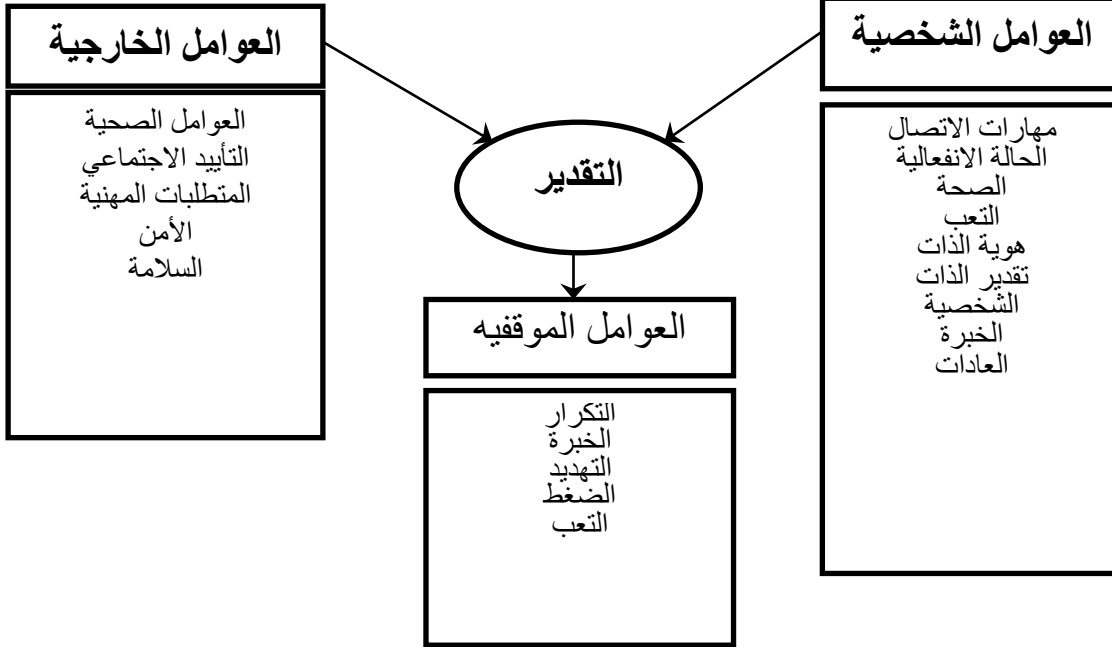 العوامل الشخصية
مهارات الاتصال
الحالة الانفعالية
الصحة
التعب
هوية الذات
تقدير الذات
الشخصية
الخبرة
العادات
العوامل الخارجية
العوامل الصحية
التأييد الاجتماعي
المتطلبات المهنية
الأمن
السلامة
التقدير
العوامل الموقفيه
التكرار
الخبرة
التهديد
الضغط
التعب